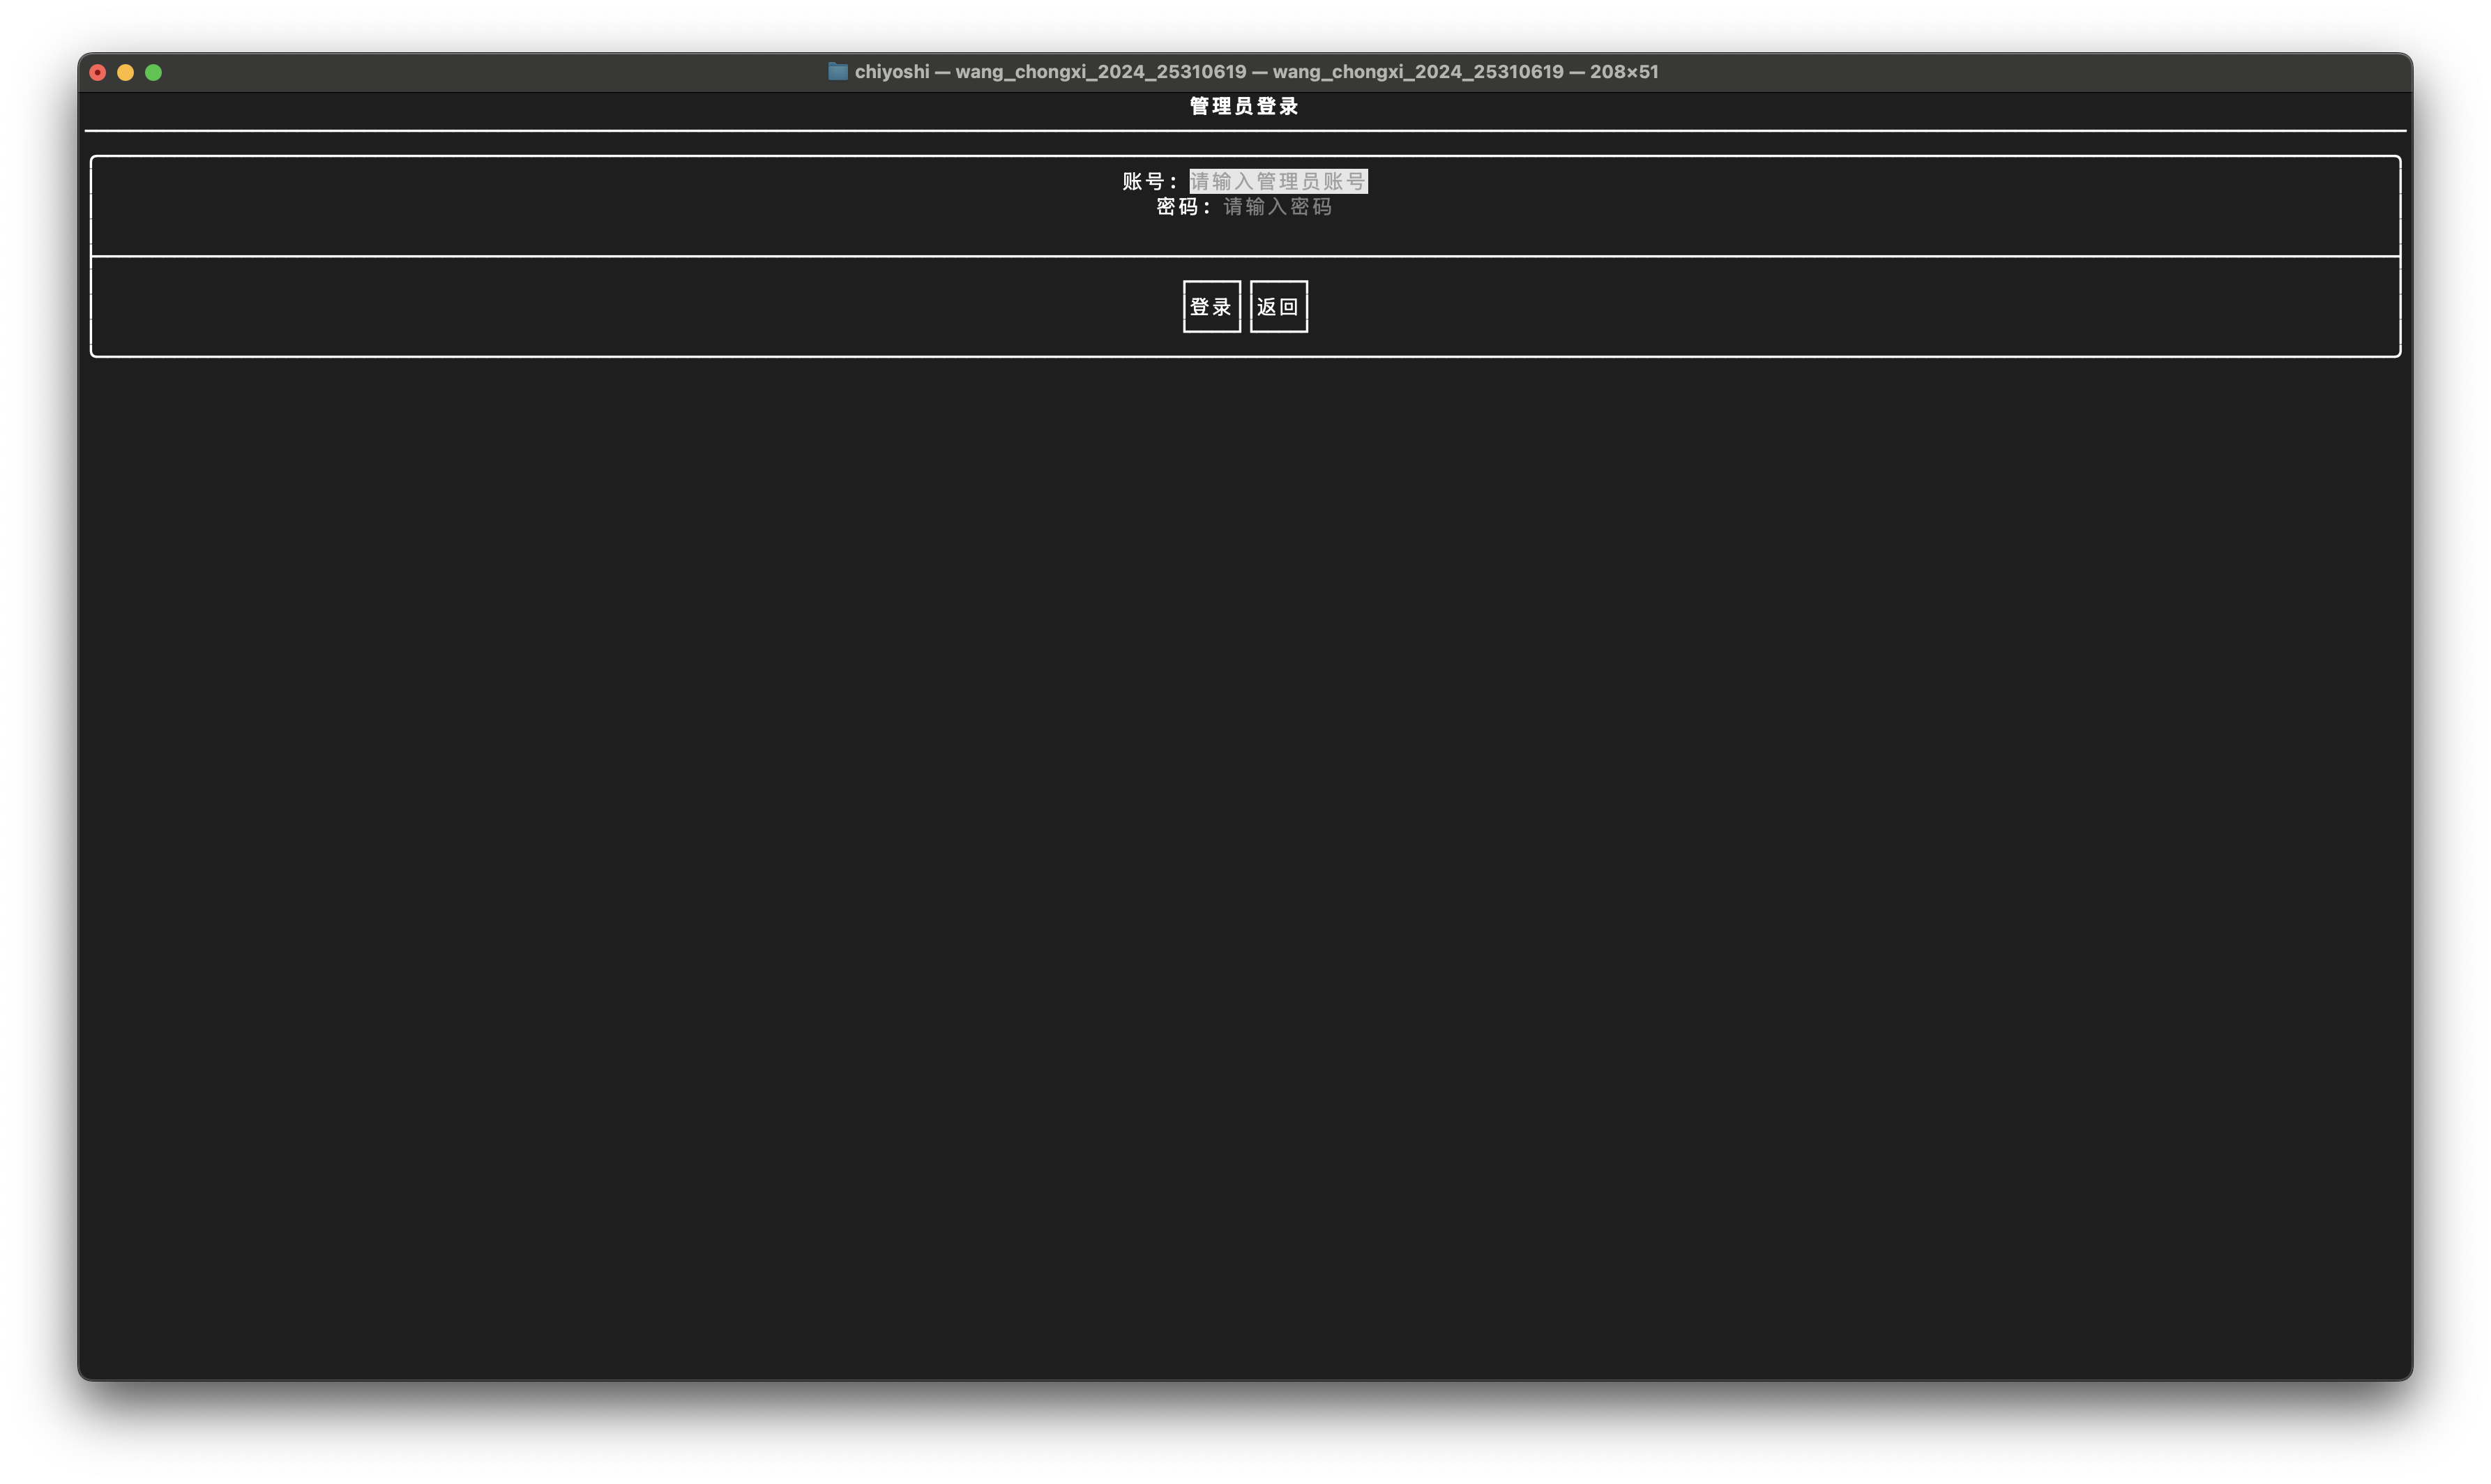 chiyoshi — wang_chongxi_2024_25310619 — wang_chongxi_2024_25310619 — 208×51
管理员登录
账号：请输入管理员账号
密码：请输入密码
登录 返回